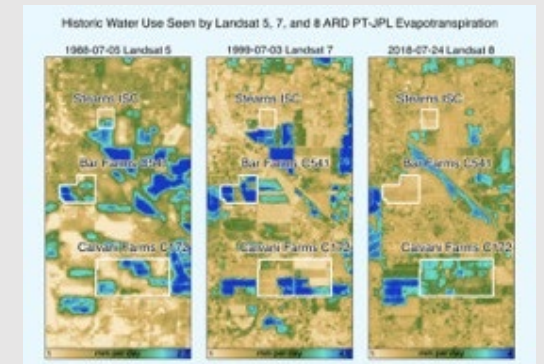 Historic Water Use Seen by Landsat 5, 7, and 8 ARD PT-JPL Evapotranspiration
1988-07-05 Landsat 5
1999-07-03 Landsat 7
2018-07-24 Landsat 8
Stearns ISC
Stearns ISC
Stearns ISC
Bar Farms C541
Bar Farms C541
Bar Farms C541
Calvani Farms C172
Calvani Farms C172
Calvani Farms C172
mm per day
mm per day
mm per day